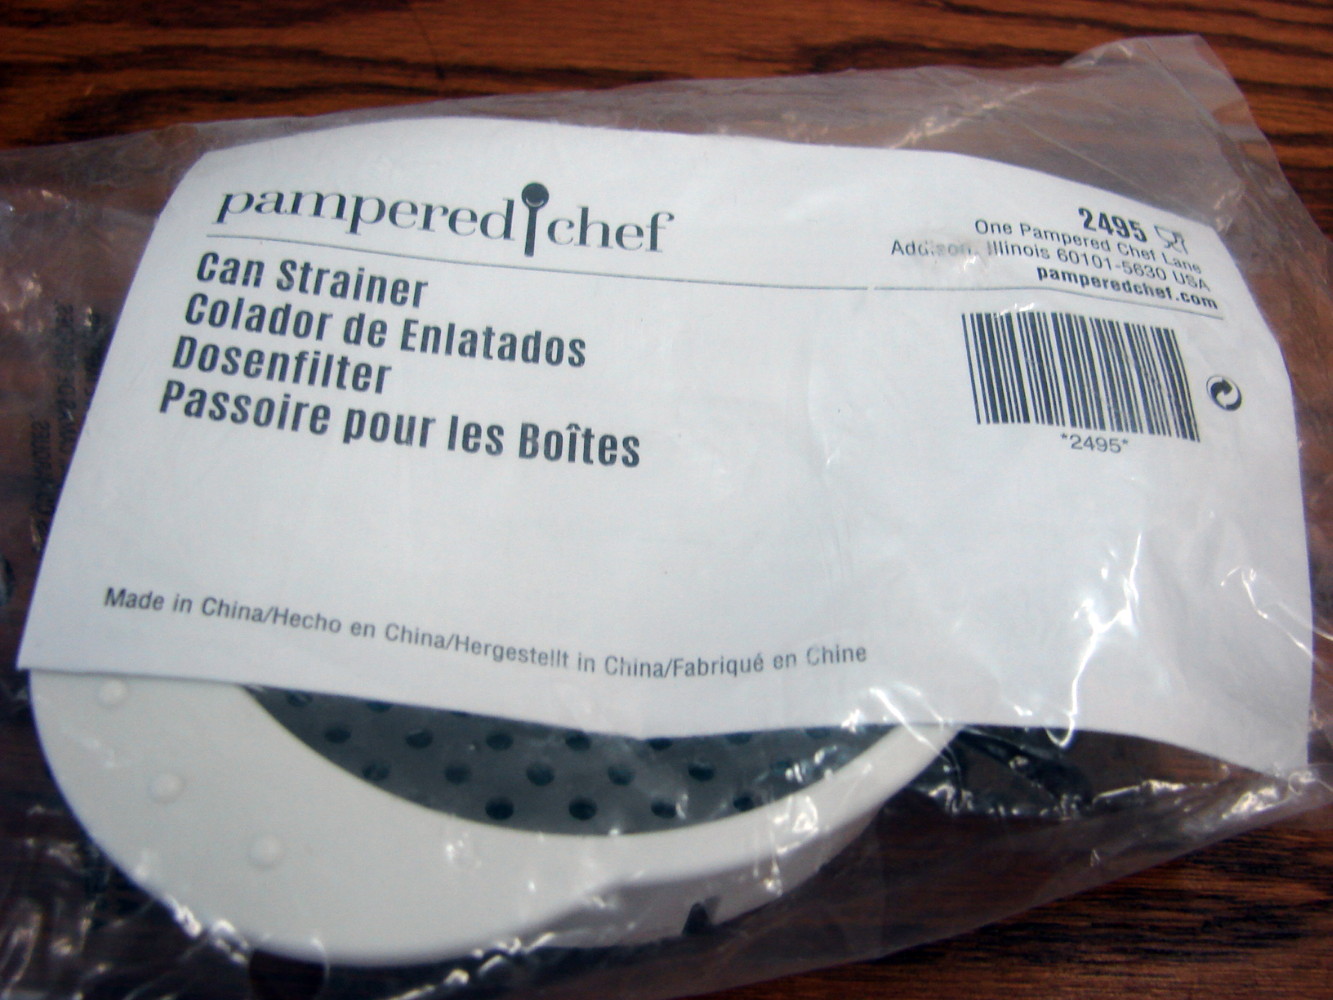 pampered chef
2495
One Pampered Chef Lane
Addison, Illinois 60101-5630 USA
pamperedchef.com
Can Strainer
Colador de Enlatados
Dosenfilter
Passoire pour les Boîtes
*2495*
Made in China/Hecho en China/Hergestellt in China/Fabriqué en Chine